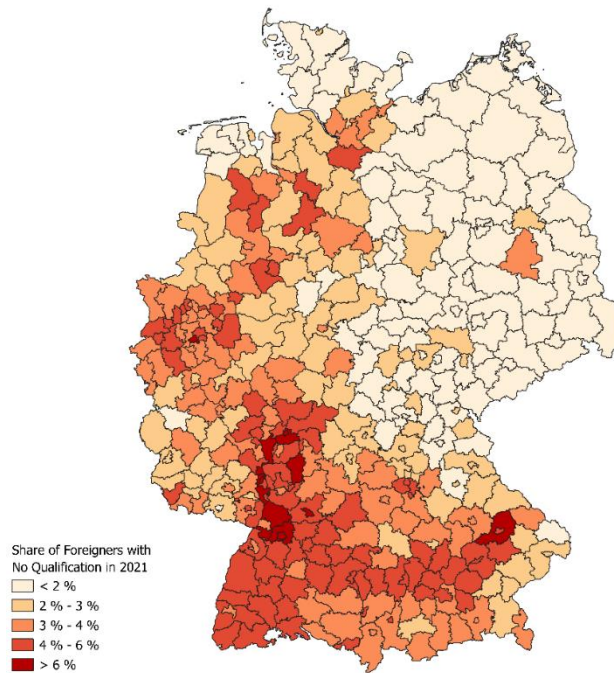 Share of Foreigners with
No Qualification in 2021
< 2 %
2 % - 3 %
3 % - 4 %
4 % - 6 %
> 6 %